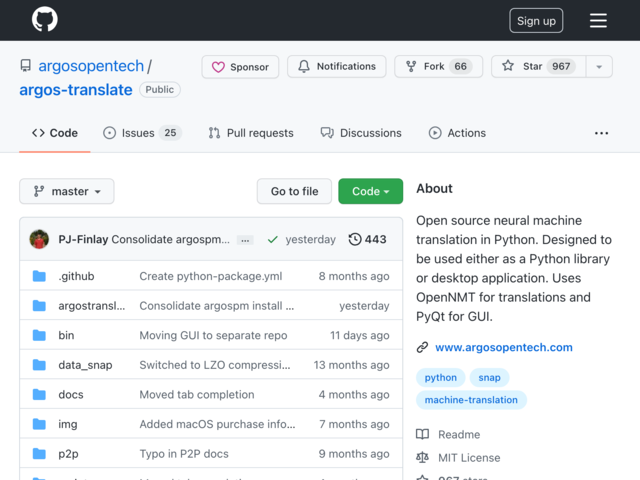 Sign up
argosopentech /
argos-translate Public
Sponsor Notifications Fork 66 Star 967
Code Issues 25 Pull requests Discussions Actions ...
master Go to file Code
PJ-Finlay Consolidate argospm... ... yesterday 443
.github Create python-package.yml 8 months ago
argostransl... Consolidate argospm install ... yesterday
bin Moving GUI to separate repo 11 days ago
data_snap Switched to LZO compressi... 13 months ago
docs Moved tab completion 4 months ago
img Added macOS purchase info... 7 months ago
p2p Typo in P2P docs 9 months ago
About
Open source neural machine
translation in Python. Designed to
be used either as a Python library
or desktop application. Uses
OpenNMT for translations and
PyQt for GUI.
www.argosopentech.com
python snap
machine-translation
Readme
MIT License